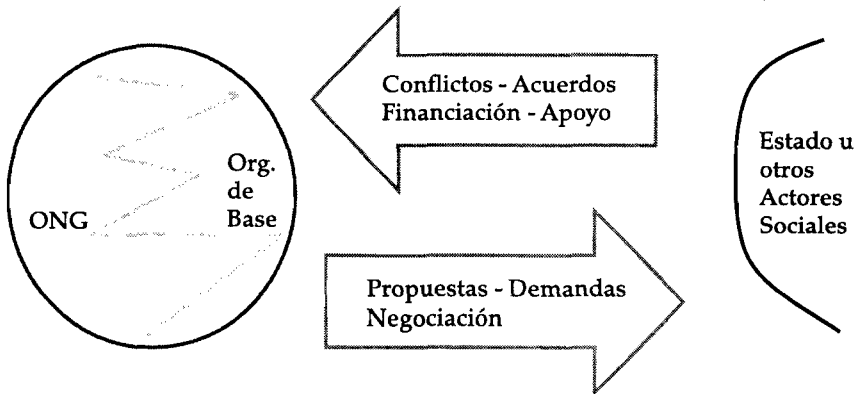 ONG
Org.
de
Base
Conflictos - Acuerdos
Financiación - Apoyo
Propuestas - Demandas
Negociación
Estado u
otros
Actores
Sociales